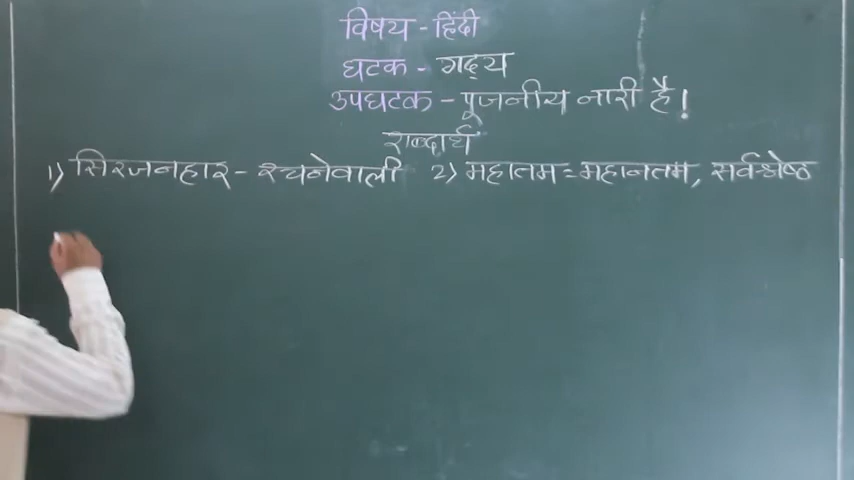 विषय - हिंदी
घटक - गद्य
उपघटक - पूजनीय नारी है!
शब्दार्थ
1) सिरजनहार - रचनेवाली 2) महातम = महानतम, सर्वश्रेष्ठ